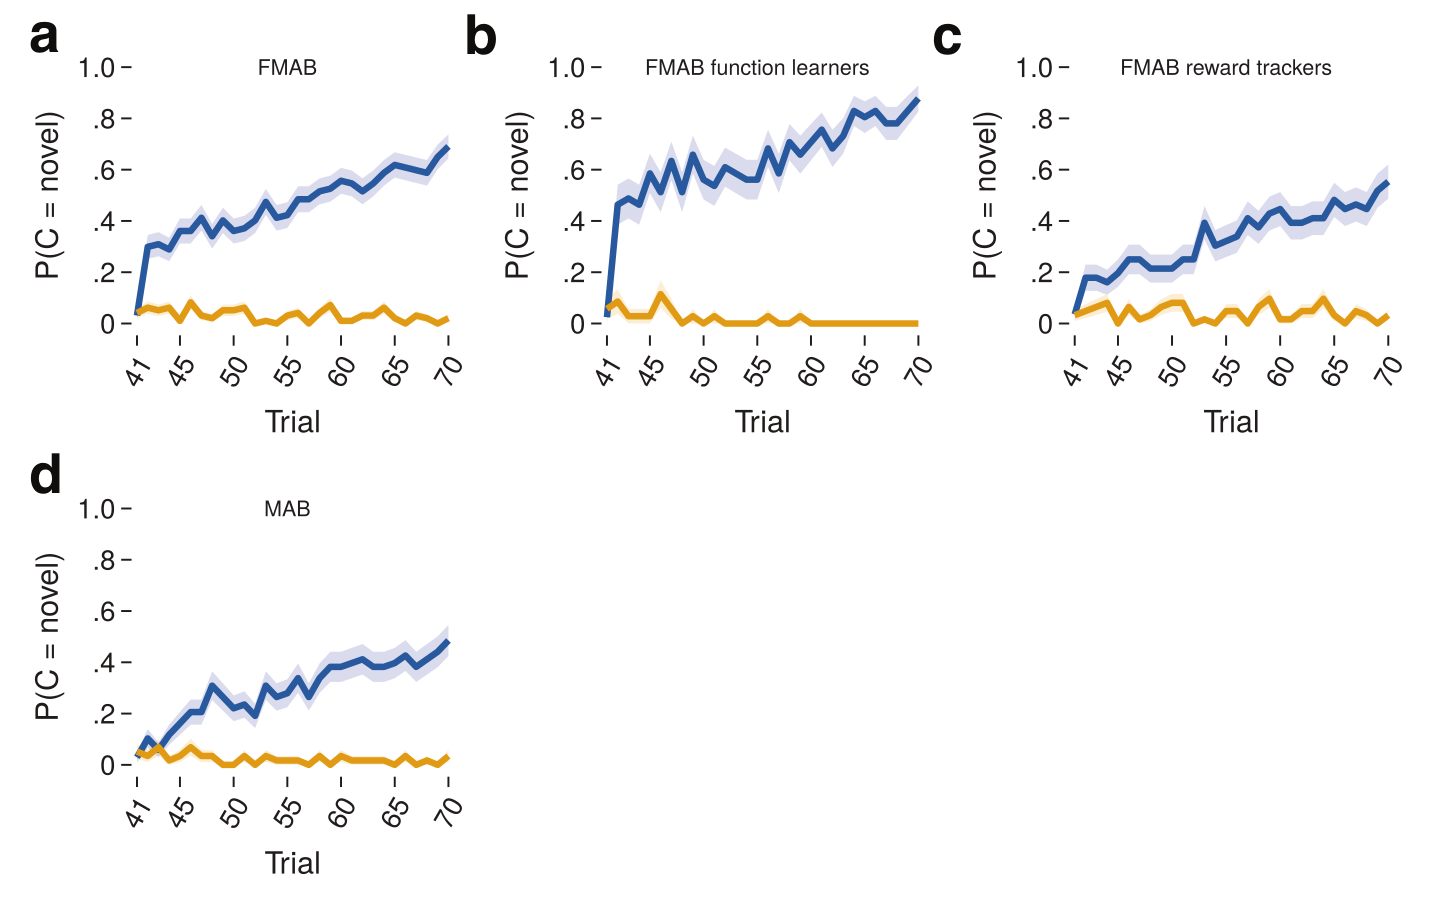 a
FMAB
1.0
.8
.6
.4
.2
0
P(C = novel)
41 45 50 55 60 65 70
Trial
b
FMAB function learners
1.0
.8
.6
.4
.2
0
P(C = novel)
41 45 50 55 60 65 70
Trial
c
FMAB reward trackers
1.0
.8
.6
.4
.2
0
P(C = novel)
41 45 50 55 60 65 70
Trial
d
MAB
1.0
.8
.6
.4
.2
0
P(C = novel)
41 45 50 55 60 65 70
Trial